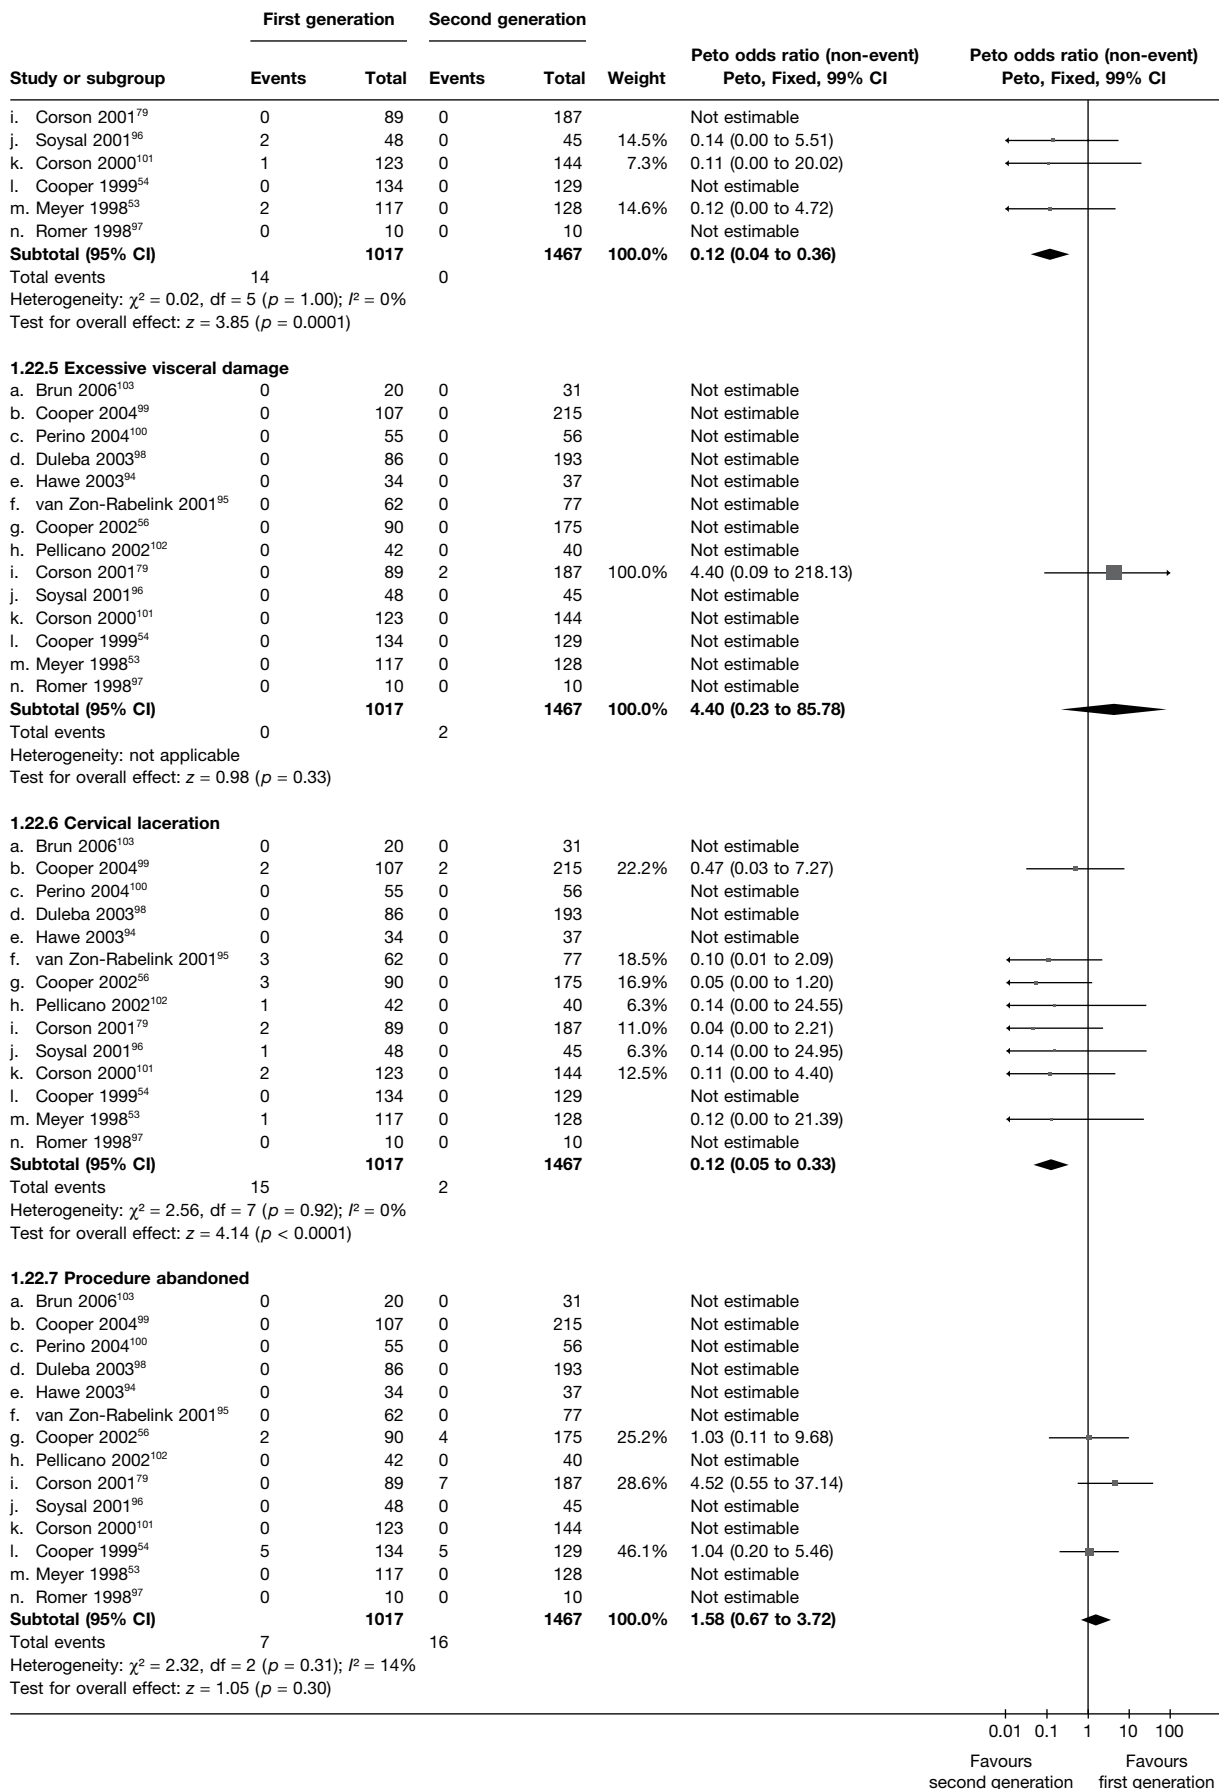 First generation Second generation
Peto odds ratio (non-event) Peto odds ratio (non-event)
Study or subgroup Events Total Events Total Weight Peto, Fixed, 99% CI Peto, Fixed, 99% CI
i. Corson 2001⁷⁹ 0 89 0 187 Not estimable
j. Soysal 2001⁹⁶ 2 48 0 45 14.5% 0.14 (0.00 to 5.51)
k. Corson 2000¹⁰¹ 1 123 0 144 7.3% 0.11 (0.00 to 20.02)
l. Cooper 1999⁵⁴ 0 134 0 129 Not estimable
m. Meyer 1998⁵³ 2 117 0 128 14.6% 0.12 (0.00 to 4.72)
n. Romer 1998⁹⁷ 0 10 0 10 Not estimable
Subtotal (95% CI) 1017 1467 100.0% 0.12 (0.04 to 0.36)
Total events 14 0
Heterogeneity: χ² = 0.02, df = 5 (p = 1.00); I² = 0%
Test for overall effect: z = 3.85 (p = 0.0001)
1.22.5 Excessive visceral damage
a. Brun 2006¹⁰³ 0 20 0 31 Not estimable
b. Cooper 2004⁹⁹ 0 107 0 215 Not estimable
c. Perino 2004¹⁰⁰ 0 55 0 56 Not estimable
d. Duleba 2003⁹⁸ 0 86 0 193 Not estimable
e. Hawe 2003⁹⁴ 0 34 0 37 Not estimable
f. van Zon-Rabelink 2001⁹⁵ 0 62 0 77 Not estimable
g. Cooper 2002⁵⁶ 0 90 0 175 Not estimable
h. Pellicano 2002¹⁰² 0 42 0 40 Not estimable
i. Corson 2001⁷⁹ 0 89 2 187 100.0% 4.40 (0.09 to 218.13)
j. Soysal 2001⁹⁶ 0 48 0 45 Not estimable
k. Corson 2000¹⁰¹ 0 123 0 144 Not estimable
l. Cooper 1999⁵⁴ 0 134 0 129 Not estimable
m. Meyer 1998⁵³ 0 117 0 128 Not estimable
n. Romer 1998⁹⁷ 0 10 0 10 Not estimable
Subtotal (95% CI) 1017 1467 100.0% 4.40 (0.23 to 85.78)
Total events 0 2
Heterogeneity: not applicable
Test for overall effect: z = 0.98 (p = 0.33)
1.22.6 Cervical laceration
a. Brun 2006¹⁰³ 0 20 0 31 Not estimable
b. Cooper 2004⁹⁹ 2 107 2 215 22.2% 0.47 (0.03 to 7.27)
c. Perino 2004¹⁰⁰ 0 55 0 56 Not estimable
d. Duleba 2003⁹⁸ 0 86 0 193 Not estimable
e. Hawe 2003⁹⁴ 0 34 0 37 Not estimable
f. van Zon-Rabelink 2001⁹⁵ 3 62 0 77 18.5% 0.10 (0.01 to 2.09)
g. Cooper 2002⁵⁶ 3 90 0 175 16.9% 0.05 (0.00 to 1.20)
h. Pellicano 2002¹⁰² 1 42 0 40 6.3% 0.14 (0.00 to 24.55)
i. Corson 2001⁷⁹ 2 89 0 187 11.0% 0.04 (0.00 to 2.21)
j. Soysal 2001⁹⁶ 1 48 0 45 6.3% 0.14 (0.00 to 24.95)
k. Corson 2000¹⁰¹ 2 123 0 144 12.5% 0.11 (0.00 to 4.40)
l. Cooper 1999⁵⁴ 0 134 0 129 Not estimable
m. Meyer 1998⁵³ 1 117 0 128 0.12 (0.00 to 21.39)
n. Romer 1998⁹⁷ 0 10 0 10 Not estimable
Subtotal (95% CI) 1017 1467 0.12 (0.05 to 0.33)
Total events 15 2
Heterogeneity: χ² = 2.56, df = 7 (p = 0.92); I² = 0%
Test for overall effect: z = 4.14 (p < 0.0001)
1.22.7 Procedure abandoned
a. Brun 2006¹⁰³ 0 20 0 31 Not estimable
b. Cooper 2004⁹⁹ 0 107 0 215 Not estimable
c. Perino 2004¹⁰⁰ 0 55 0 56 Not estimable
d. Duleba 2003⁹⁸ 0 86 0 193 Not estimable
e. Hawe 2003⁹⁴ 0 34 0 37 Not estimable
f. van Zon-Rabelink 2001⁹⁵ 0 62 0 77 Not estimable
g. Cooper 2002⁵⁶ 2 90 4 175 25.2% 1.03 (0.11 to 9.68)
h. Pellicano 2002¹⁰² 0 42 0 40 Not estimable
i. Corson 2001⁷⁹ 0 89 7 187 28.6% 4.52 (0.55 to 37.14)
j. Soysal 2001⁹⁶ 0 48 0 45 Not estimable
k. Corson 2000¹⁰¹ 0 123 0 144 Not estimable
l. Cooper 1999⁵⁴ 5 134 5 129 46.1% 1.04 (0.20 to 5.46)
m. Meyer 1998⁵³ 0 117 0 128 Not estimable
n. Romer 1998⁹⁷ 0 10 0 10 Not estimable
Subtotal (95% CI) 1017 1467 100.0% 1.58 (0.67 to 3.72)
Total events 7 16
Heterogeneity: χ² = 2.32, df = 2 (p = 0.31); I² = 14%
Test for overall effect: z = 1.05 (p = 0.30)
0.01 0.1 1 10 100
Favours Favours
second generation first generation